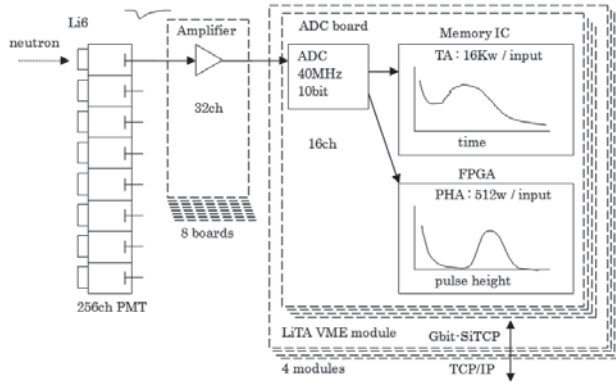 Li6
neutron
256ch PMT
Amplifier
32ch
8 boards
ADC board
ADC
40MHz
10bit
16ch
Memory IC
TA : 16Kw / input
time
FPGA
PHA : 512w / input
pulse height
LiTA VME module
Gbit-SiTCP
4 modules
TCP/IP